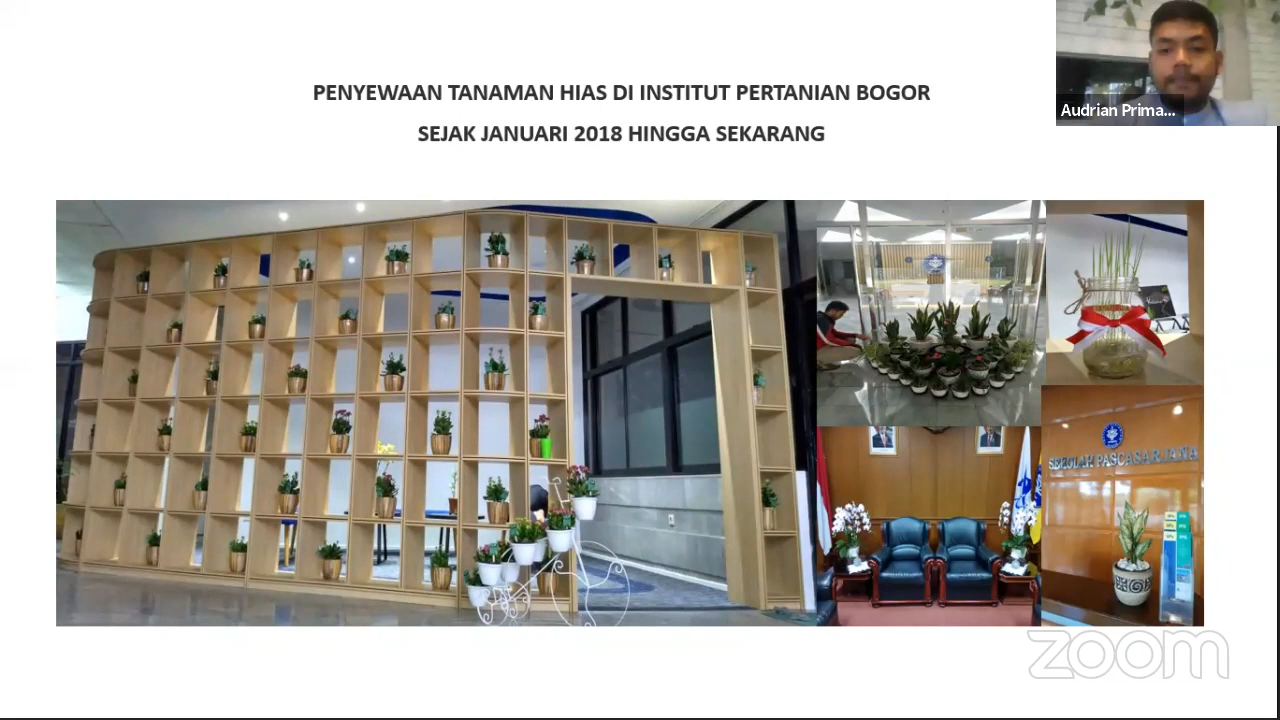 PENYEWAAN TANAMAN HIAS DI INSTITUT PERTANIAN BOGOR
SEJAK JANUARI 2018 HINGGA SEKARANG
Audrian Prima...
SEKOLAH PASCASARJANA
zoom